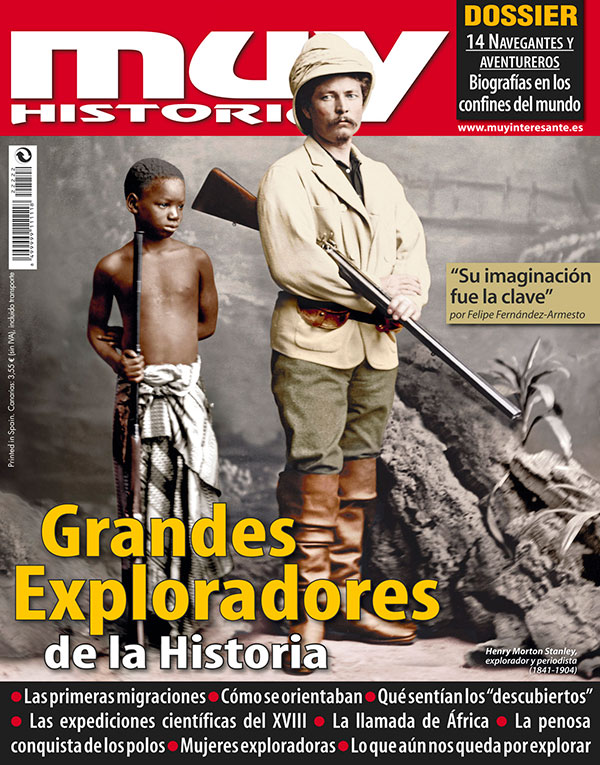 muy
HISTORIA
DOSSIER
14 NAVEGANTES Y
AVENTUREROS
Biografías en los
confines del mundo
www.muyinteresante.es
“Su imaginación
fue la clave”
por Felipe Fernández-Armesto
Printed in Spain. Canarias: 3,55 € (sin IVA), incluido transporte
Grandes
Exploradores
de la Historia
Henry Morton Stanley,
explorador y periodista
(1841-1904)
● Las primeras migraciones ● Cómo se orientaban ● Qué sentían los “descubiertos”
● Las expediciones científicas del XVIII ● La llamada de África ● La penosa
conquista de los polos ● Mujeres exploradoras ● Lo que aún nos queda por explorar